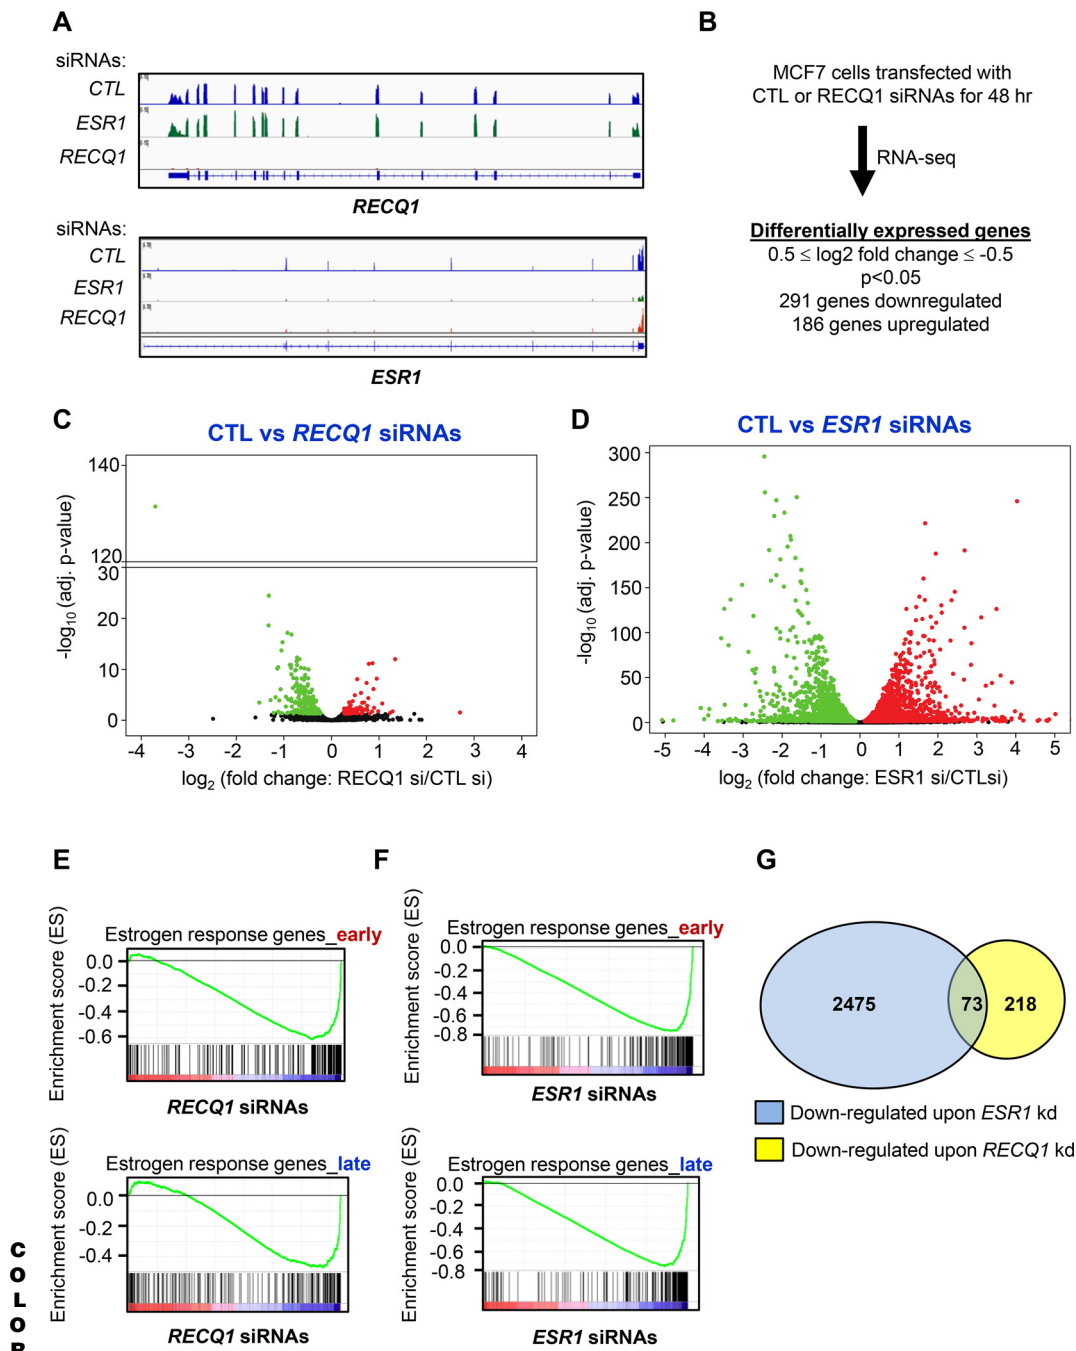 A
siRNAs:
CTL
ESR1
RECQ1
RECQ1
siRNAs:
CTL
ESR1
RECQ1
ESR1
B
MCF7 cells transfected with
CTL or RECQ1 siRNAs for 48 hr
RNA-seq
Differentially expressed genes
0.5 ≤ log2 fold change ≤ -0.5
p<0.05
291 genes downregulated
186 genes upregulated
C
CTL vs RECQ1 siRNAs
-log10 (adj. p-value)
140
120
30
20
10
0
-4 -3 -2 -1 0 1 2 3 4
log2 (fold change: RECQ1 si/CTL si)
D
CTL vs ESR1 siRNAs
-log10 (adj. p-value)
300
250
200
150
100
50
0
-5 -4 -3 -2 -1 0 1 2 3 4 5
log2 (fold change: ESR1 si/CTLsi)
E
Estrogen response genes_early
Enrichment score (ES)
0.0
-0.2
-0.4
-0.6
RECQ1 siRNAs
Estrogen response genes_late
Enrichment score (ES)
0.0
-0.2
-0.4
RECQ1 siRNAs
F
Estrogen response genes_early
Enrichment score (ES)
0.0
-0.2
-0.4
-0.6
-0.8
ESR1 siRNAs
Estrogen response genes_late
Enrichment score (ES)
0.0
-0.2
-0.4
-0.6
-0.8
ESR1 siRNAs
G
2475 73 218
Down-regulated upon ESR1 kd
Down-regulated upon RECQ1 kd
C
O
L
O
R